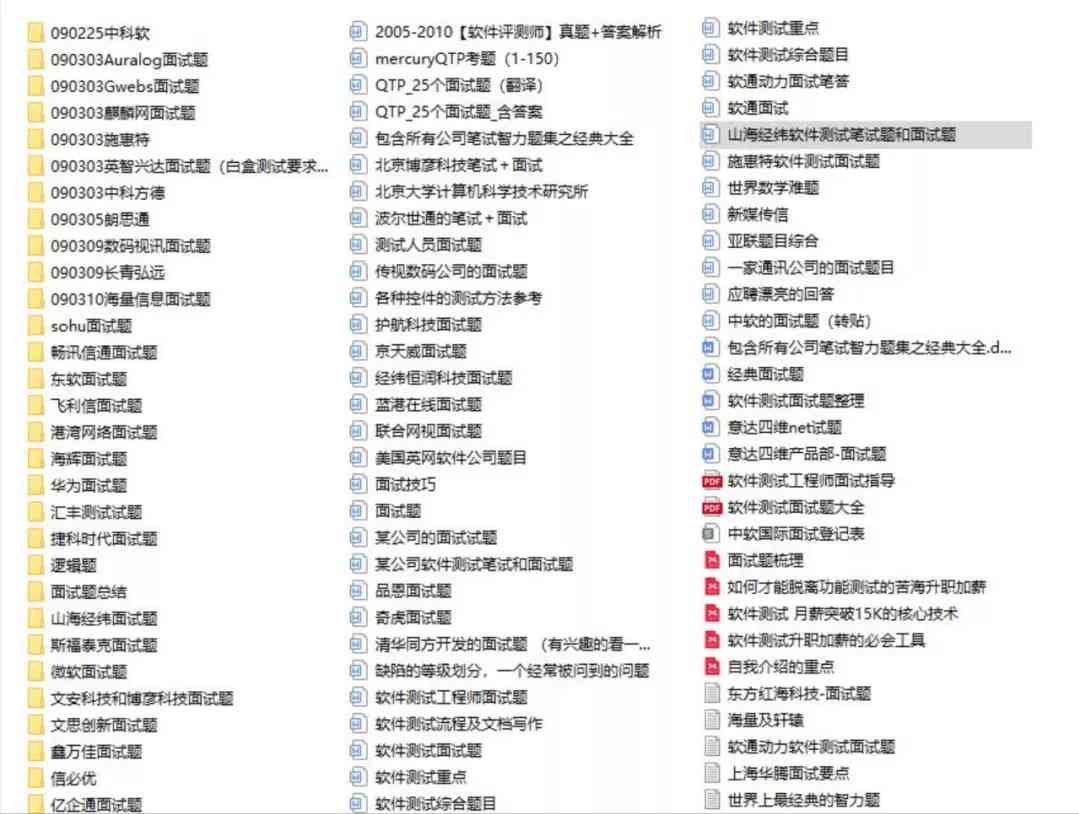 090225中科软
090303Auralog面试题
090303Gwebs面试题
090303麒麟网面试题
090303施惠特
090303英智兴达面试题（白盒测试要求...
090303中科方德
090305朗思通
090309数码视讯面试题
090309长青弘远
090310海量信息面试题
sohu面试题
畅讯信通面试题
东软面试题
飞利信面试题
港湾网络面试题
海辉面试题
华为面试题
汇丰测试试题
捷科时代面试题
逻辑题
面试题总结
山海经纬面试题
斯福泰克面试题
微软面试题
文安科技和博彦科技面试题
文思创新面试题
鑫万佳面试题
信必优
亿企通面试题
2005-2010【软件评测师】真题+答案解析
mercuryQTP考题（1-150）
QTP_25个面试题（翻译）
QTP_25个面试题_含答案
包含所有公司笔试智力题集之经典大全
北京博彦科技笔试＋面试
北京大学计算机科学技术研究所
波尔世通的笔试＋面试
测试人员面试题
传视数码公司的面试题
各种控件的测试方法参考
护航科技面试题
京天威面试题
经纬恒润科技面试题
蓝港在线面试题
联合网视面试题
美国英网软件公司题目
面试技巧
面试题
某公司的面试试题
某公司软件测试笔试和面试题
品恩面试题
奇虎面试题
清华同方开发的面试题 （有兴趣的看一...
缺陷的等级划分，一个经常被问到的问题
软件测试工程师面试题
软件测试流程及文档写作
软件测试面试题
软件测试重点
软件测试综合题目
软件测试重点
软件测试综合题目
软通动力面试笔答
软通面试
山海经纬软件测试笔试题和面试题
施惠特软件测试面试题
世界数学难题
新媒传信
亚联题目综合
一家通讯公司的面试题目
应聘漂亮的回答
中软的面试题（转贴）
包含所有公司笔试智力题集之经典大全.d...
经典面试题
软件测试面试题整理
意达四维net试题
意达四维产品部-面试题
PDF 软件测试工程师面试指导
PDF 软件测试面试题大全
中软国际面试登记表
面试题梳理
如何才能脱离功能测试的苦海升职加薪
软件测试 月薪突破15K的核心技术
软件测试升职加薪的必会工具
自我介绍的重点
东方红海科技-面试题
海量及轩辕
软通动力软件测试面试题
上海华腾面试要点
世界上最经典的智力题